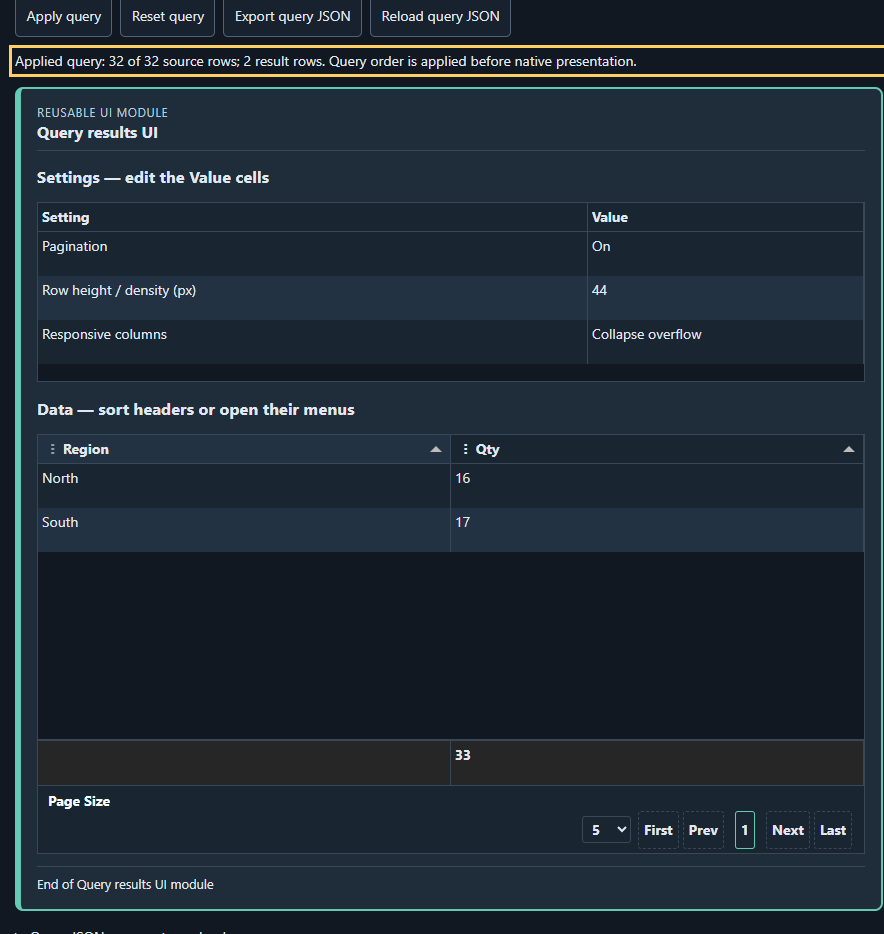 Apply query Reset query Export query JSON Reload query JSON
Applied query: 32 of 32 source rows; 2 result rows. Query order is applied before native presentation.
REUSABLE UI MODULE
Query results UI
Settings — edit the Value cells
Setting Value
Pagination On
Row height / density (px) 44
Responsive columns Collapse overflow
Data — sort headers or open their menus
Region Qty
North 16
South 17
33
Page Size
5 First Prev 1 Next Last
End of Query results UI module